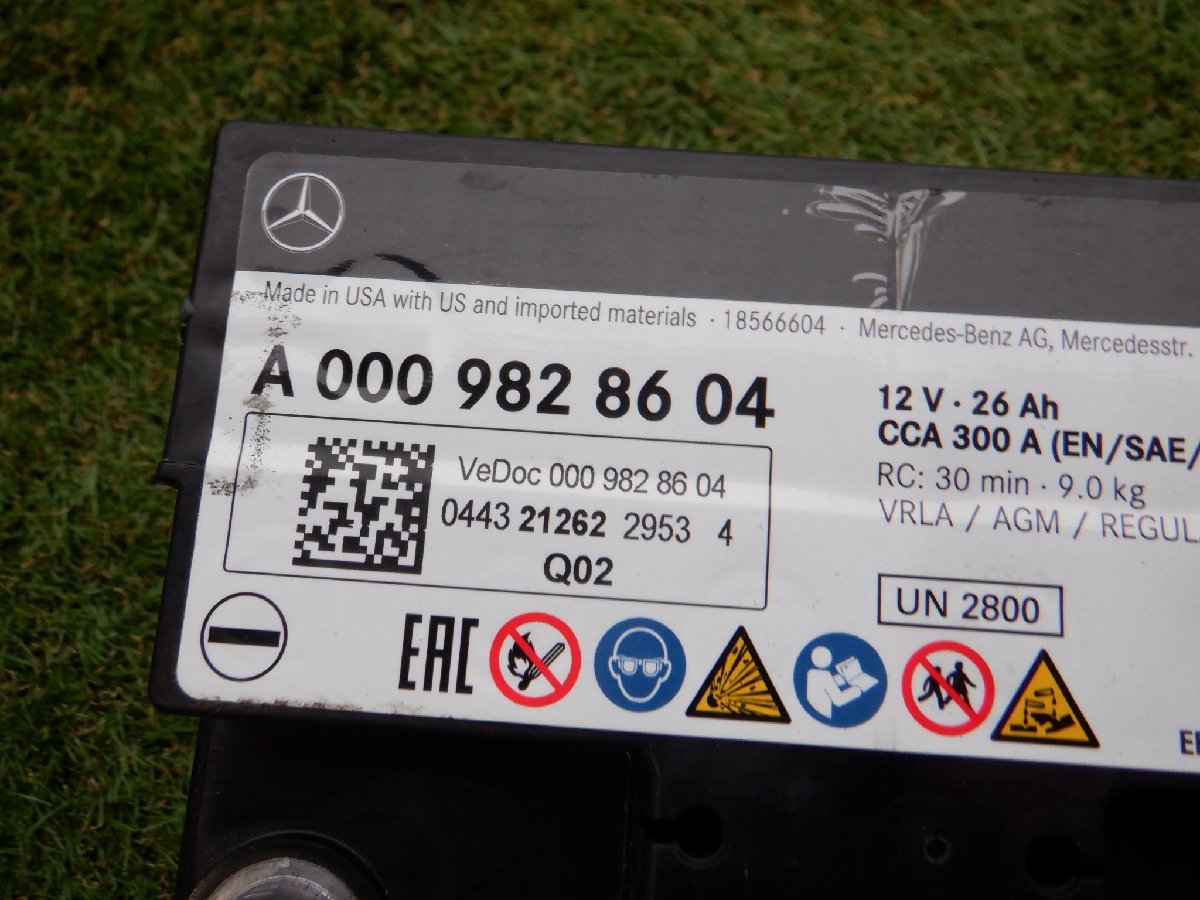 Made in USA with US and imported materials · 18566604 · Mercedes-Benz AG, Mercedesstr.
A 000 982 86 04
VeDoc 000 982 86 04
0443 21262 2953 4
Q02
12 V · 26 Ah
CCA 300 A (EN/SAE/
RC: 30 min · 9.0 kg
VRLA / AGM / REGUL
UN 2800
EAC